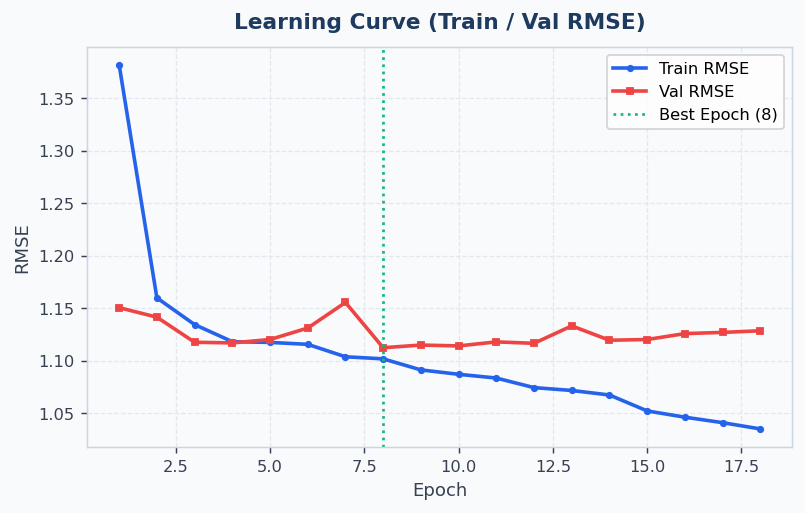 Learning Curve (Train / Val RMSE)
Train RMSE
Val RMSE
Best Epoch (8)
RMSE
1.35
1.30
1.25
1.20
1.15
1.10
1.05
2.5 5.0 7.5 10.0 12.5 15.0 17.5
Epoch